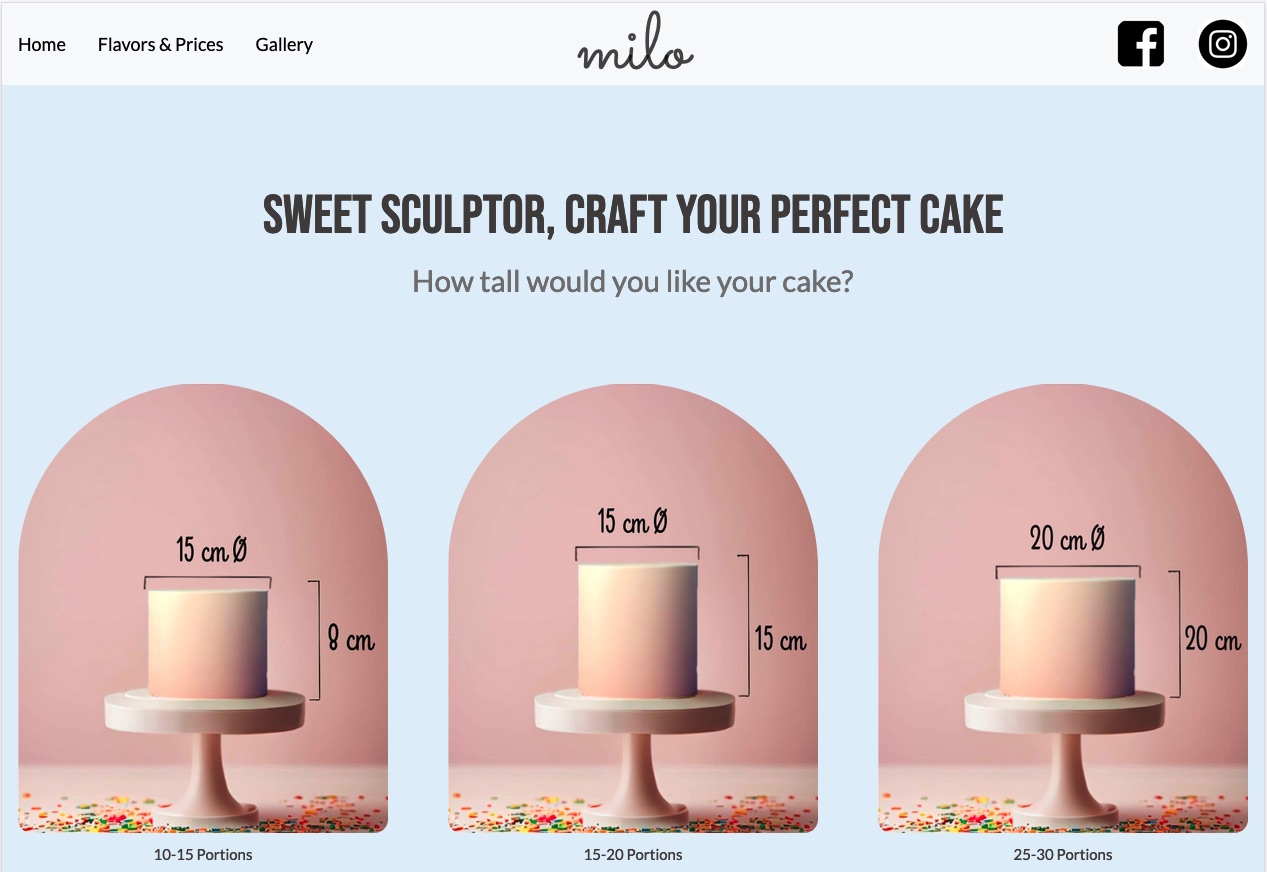 Home Flavors & Prices Gallery milo
SWEET SCULPTOR, CRAFT YOUR PERFECT CAKE
How tall would you like your cake?
15 cm Ø
8 cm
10-15 Portions
15 cm Ø
15 cm
15-20 Portions
20 cm Ø
20 cm
25-30 Portions